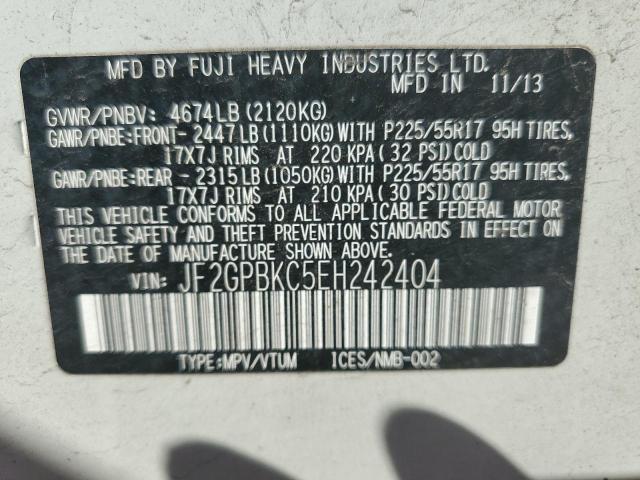 MFD BY FUJI HEAVY INDUSTRIES LTD.
MFD IN 11/13
GVWR/PNBV: 4674LB (2120KG)
GAWR/PNBE:FRONT- 2447LB (1110KG)WITH P225/55R17 95H TIRES,
17X7J RIMS AT 220 KPA( 32 PSI)COLD
GAWR/PNBE:REAR - 2315LB (1050KG)WITH P225/55R17 95H TIRES,
17X7J RIMS AT 210 KPA( 30 PSI)COLD
THIS VEHICLE CONFORMS TO ALL APPLICABLE FEDERAL MOTOR
VEHICLE SAFETY AND THEFT PREVENTION STANDARDS IN EFFECT ON
THE DATE OF MANUFACTURE SHOWN ABOVE.
VIN: JF2GPBKC5EH242404
TYPE:MPV/VTUM ICES/NMB-002